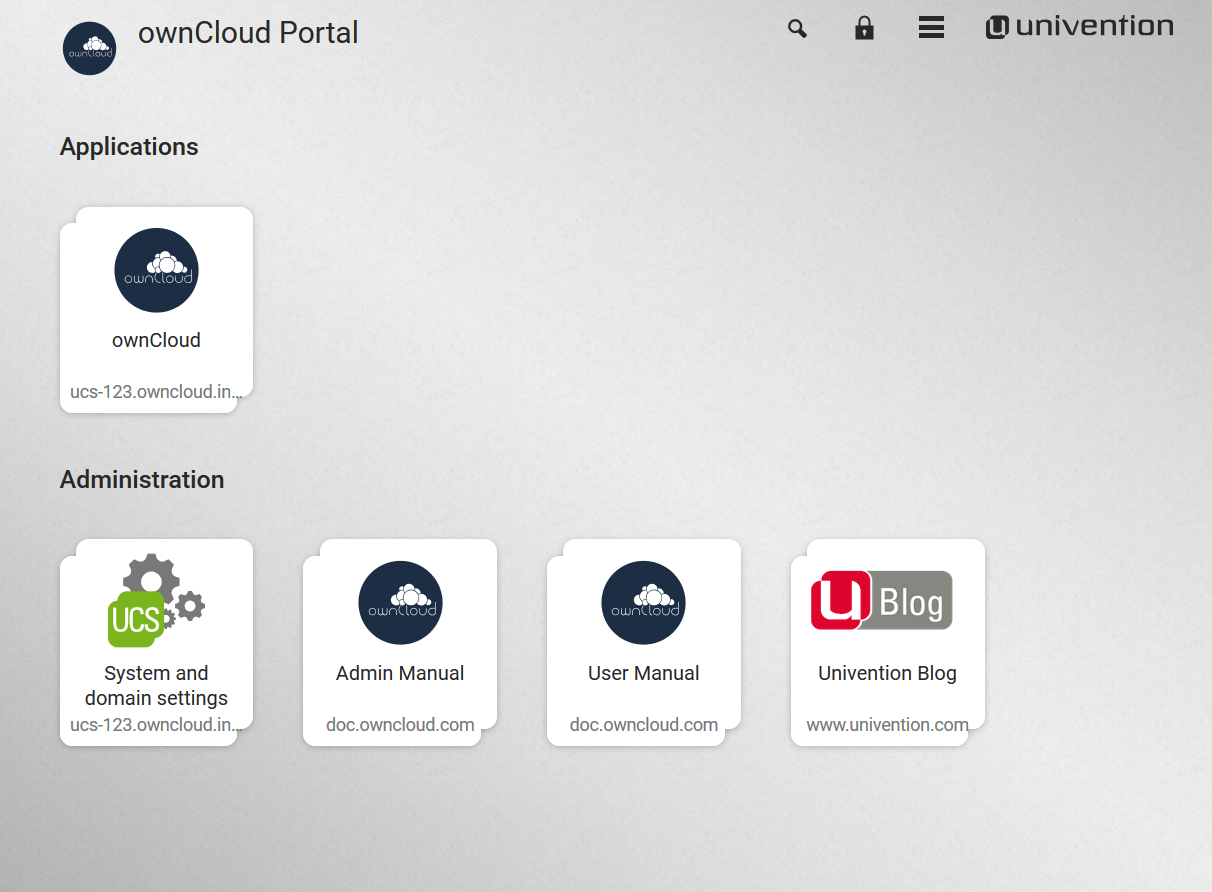 ownCloud Portal
univention
ownCloud
Applications
ownCloud
ownCloud
ucs-123.owncloud.in...
Administration
UCS
System and
domain settings
ucs-123.owncloud.in...
ownCloud
Admin Manual
doc.owncloud.com
ownCloud
User Manual
doc.owncloud.com
u Blog
Univention Blog
www.univention.com